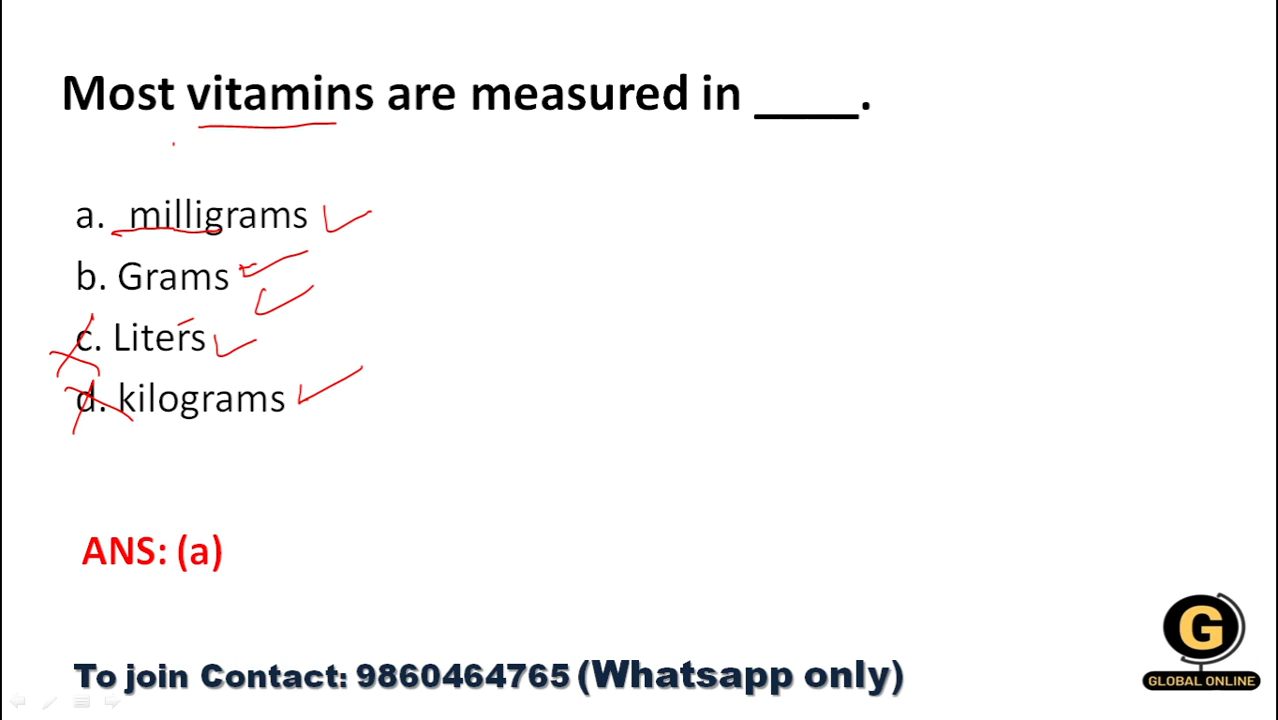 Most vitamins are measured in ____.
a. milligrams
b. Grams
c. Liters
d. kilograms
ANS: (a)
To join Contact: 9860464765 (Whatsapp only)
G
GLOBAL ONLINE